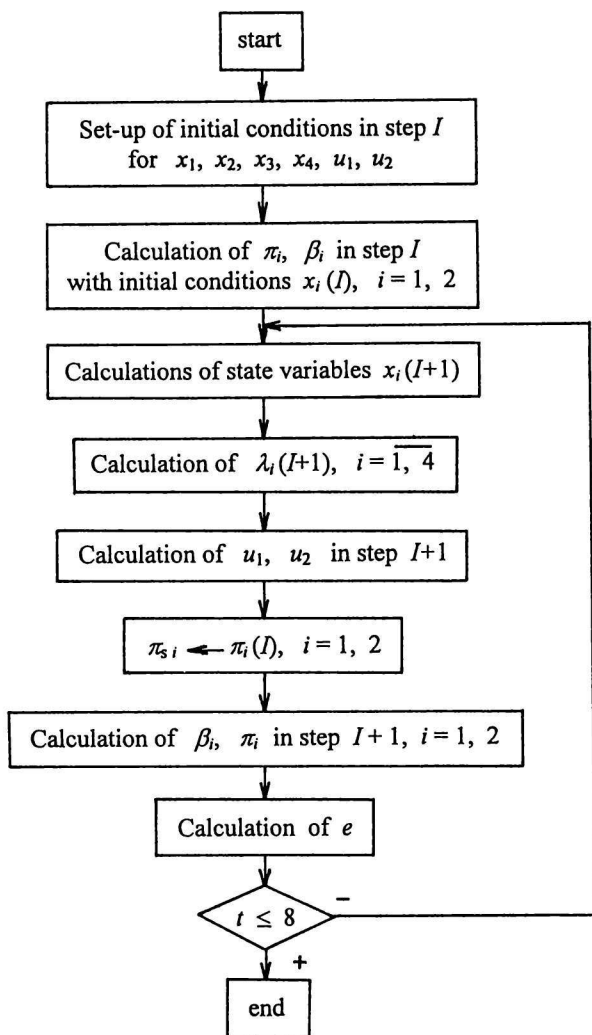 start
Set-up of initial conditions in step I
for x₁, x₂, x₃, x₄, u₁, u₂
Calculation of πᵢ, βᵢ in step I
with initial conditions xᵢ (I), i = 1, 2
Calculations of state variables xᵢ(I+1)
Calculation of λᵢ(I+1), i = 1, 4
Calculation of u₁, u₂ in step I+1
πₛ ᵢ ← πᵢ(I), i = 1, 2
Calculation of βᵢ, πᵢ in step I + 1, i = 1, 2
Calculation of e
t ≤ 8
−
+
end